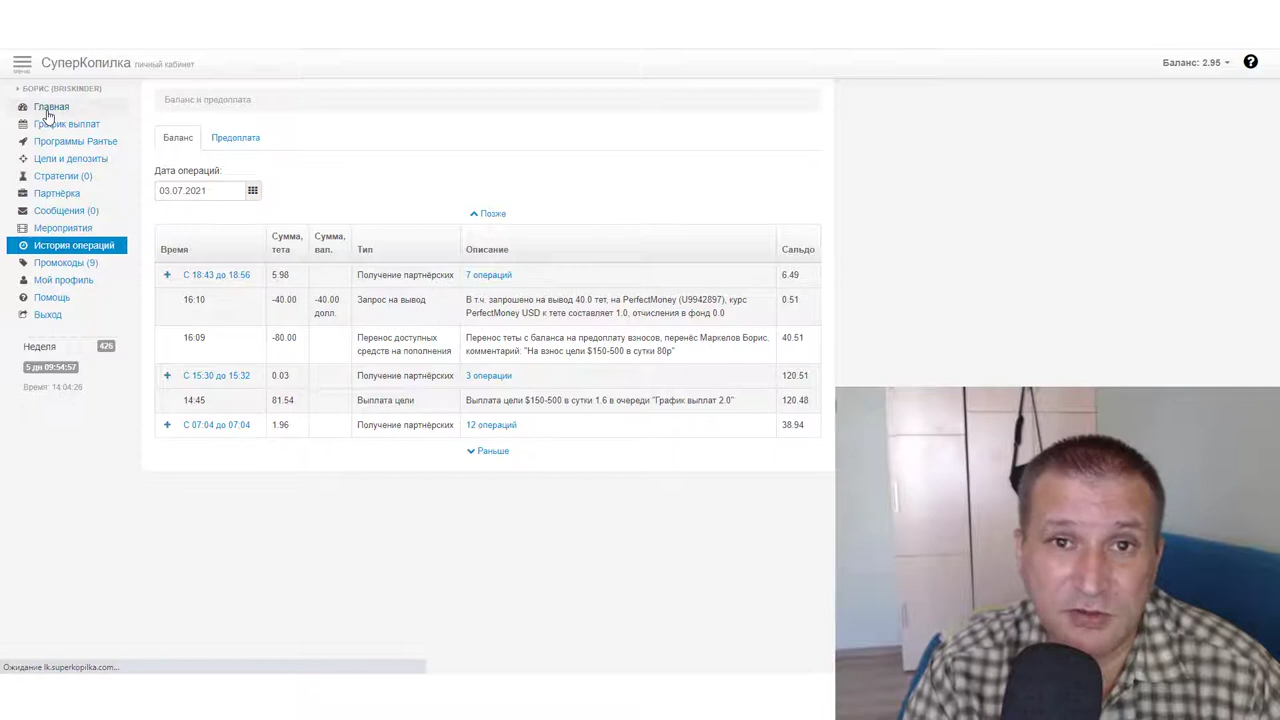 СуперКопилка личный кабинет
Баланс: 2.95
МЕНЮ
БОРИС (BRISKINDER)
Главная
График выплат
Программы Рантье
Цели и депозиты
Стратегии (0)
Партнёрка
Сообщения (0)
Мероприятия
История операций
Промокоды (9)
Мой профиль
Помощь
Выход
Неделя 426
5 дн 09:54:57
Время: 14:04:26
Баланс и предоплата
Баланс Предоплата
Дата операций:
03.07.2021
Позже
Время Сумма, тета Сумма, вал. Тип Описание Сальдо
С 18:43 до 18:56 5.98 Получение партнёрских 7 операций 6.49
16:10 -40.00 -40.00 долл. Запрос на вывод В т.ч. запрошено на вывод 40.0 тет, на PerfectMoney (U9942897), курс PerfectMoney USD к тете составляет 1.0, отчисления в фонд 0.0 0.51
16:09 -80.00 Перенос доступных средств на пополнения Перенос теты с баланса на предоплату взносов, перенёс Маркелов Борис, комментарий: "На взнос цели $150-500 в сутки 80р" 40.51
С 15:30 до 15:32 0.03 Получение партнёрских 3 операции 120.51
14:45 81.54 Выплата цели Выплата цели $150-500 в сутки 1.6 в очереди "График выплат 2.0" 120.48
С 07:04 до 07:04 1.96 Получение партнёрских 12 операций 38.94
Раньше
Ожидание lk.superkopilka.com...